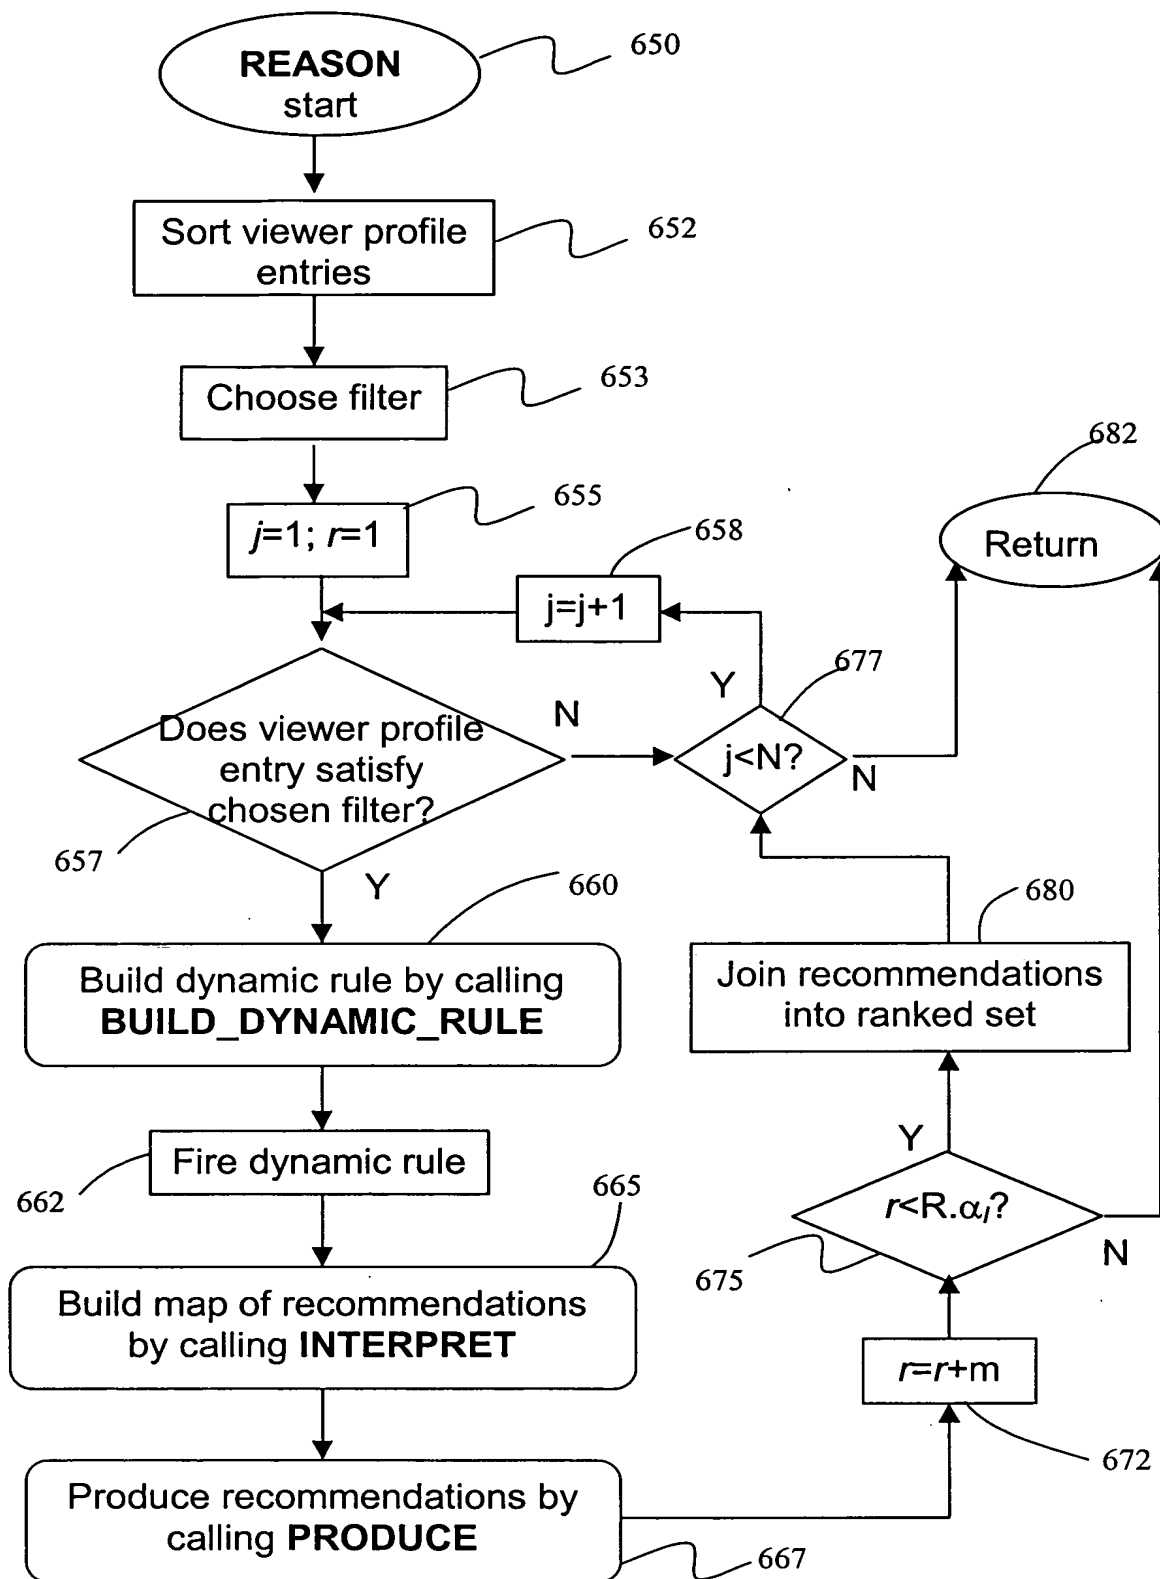 REASON
start
650
Sort viewer profile
entries
652
Choose filter
653
j=1; r=1
655
j=j+1
658
Return
682
Does viewer profile
entry satisfy
chosen filter?
657
N
Y
j<N?
677
Y
N
Build dynamic rule by calling
BUILD_DYNAMIC_RULE
660
Fire dynamic rule
662
Build map of recommendations
by calling INTERPRET
665
Produce recommendations by
calling PRODUCE
667
r=r+m
672
r<R.αᵢ?
675
Y
N
Join recommendations
into ranked set
680